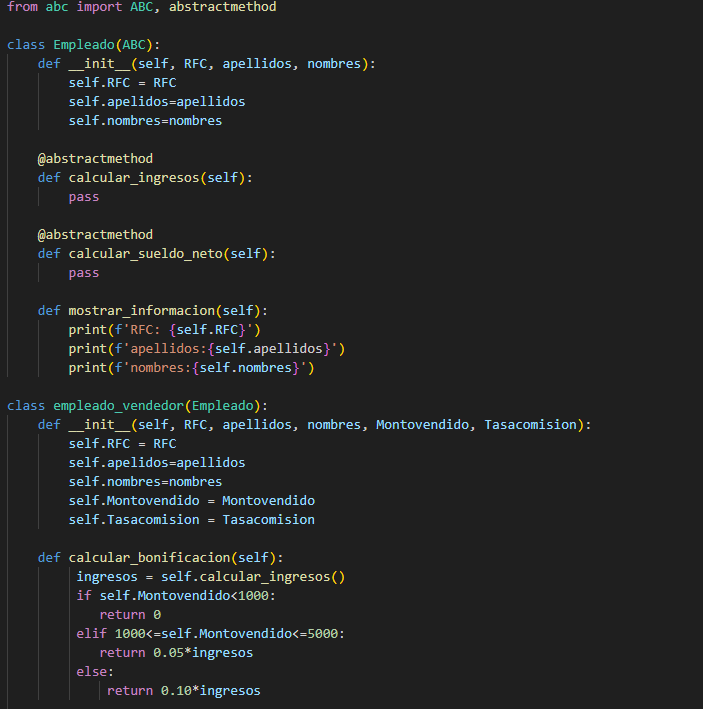 from abc import ABC, abstractmethod

class Empleado(ABC):
    def __init__(self, RFC, apellidos, nombres):
        self.RFC = RFC
        self.apelidos=apellidos
        self.nombres=nombres

    @abstractmethod
    def calcular_ingresos(self):
        pass

    @abstractmethod
    def calcular_sueldo_neto(self):
        pass

    def mostrar_informacion(self):
        print(f'RFC: {self.RFC}')
        print(f'apellidos:{self.apellidos}')
        print(f'nombres:{self.nombres}')

class empleado_vendedor(Empleado):
    def __init__(self, RFC, apellidos, nombres, Montovendido, Tasacomision):
        self.RFC = RFC
        self.apelidos=apellidos
        self.nombres=nombres
        self.Montovendido = Montovendido
        self.Tasacomision = Tasacomision

    def calcular_bonificacion(self):
         ingresos = self.calcular_ingresos()
         if self.Montovendido<1000:
            return 0
         elif 1000<=self.Montovendido<=5000:
            return 0.05*ingresos
         else:
             return 0.10*ingresos